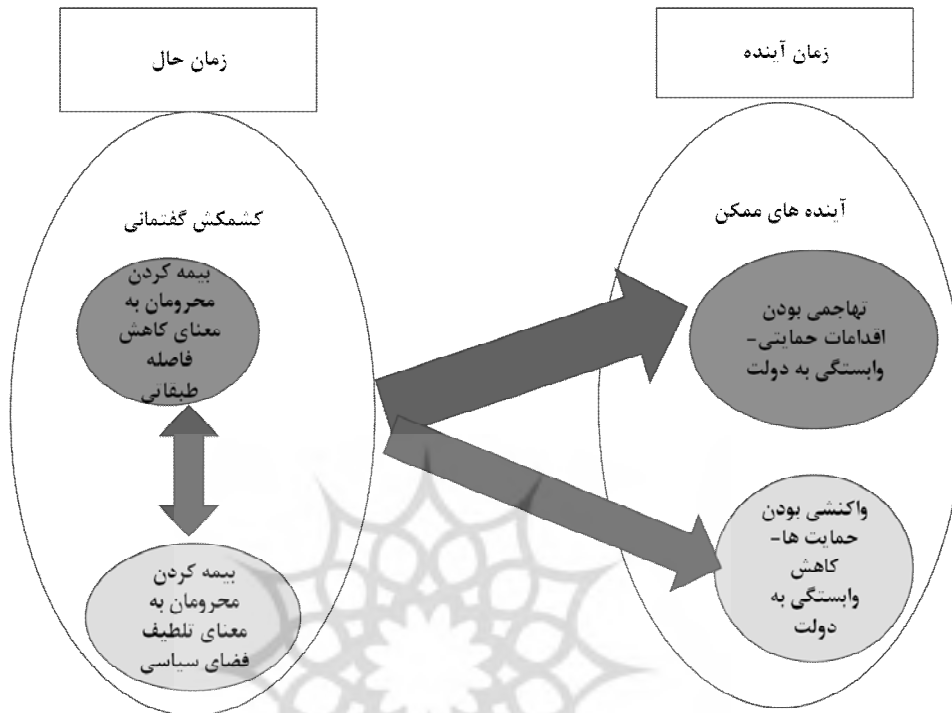 زمان حال
زمان آینده
کشمکش گفتمانی
بیمه کردن
محرومان به
معنای کاهش
فاصله
طبقاتی
بیمه کردن
محرومان به
معنای تلطیف
فضای سیاسی
آینده های ممکن
تهاجمی بودن
اقدامات حمایتی-
وابستگی به دولت
واکنشی بودن
حمایت ها-
کاهش
وابستگی به
دولت